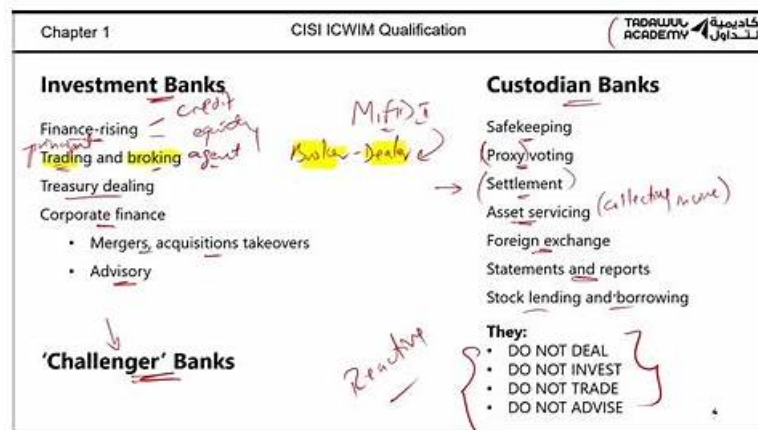 Chapter 1
CISI ICWIM Qualification
TADAWUL ACADEMY
أكاديمية تداول
Investment Banks
credit
Finance-rising
equity
principal
Trading and broking agent
Treasury dealing
Corporate finance
• Mergers, acquisitions takeovers
• Advisory
'Challenger' Banks
MiFID I
Broker - Dealer
Reactive
Custodian Banks
Safekeeping
(Proxy) voting
(Settlement)
Asset servicing (collecting income)
Foreign exchange
Statements and reports
Stock lending and borrowing
They:
• DO NOT DEAL
• DO NOT INVEST
• DO NOT TRADE
• DO NOT ADVISE